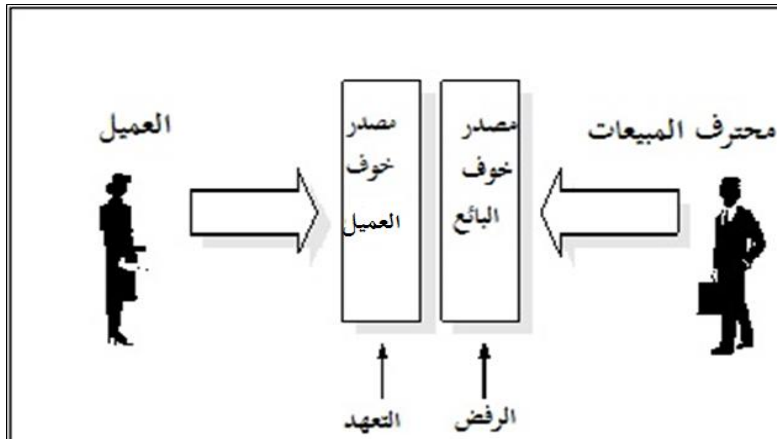 محترف المبيعات
مصدر
خوف
البائع
مصدر
خوف
العميل
العميل
الرفض
التعهد